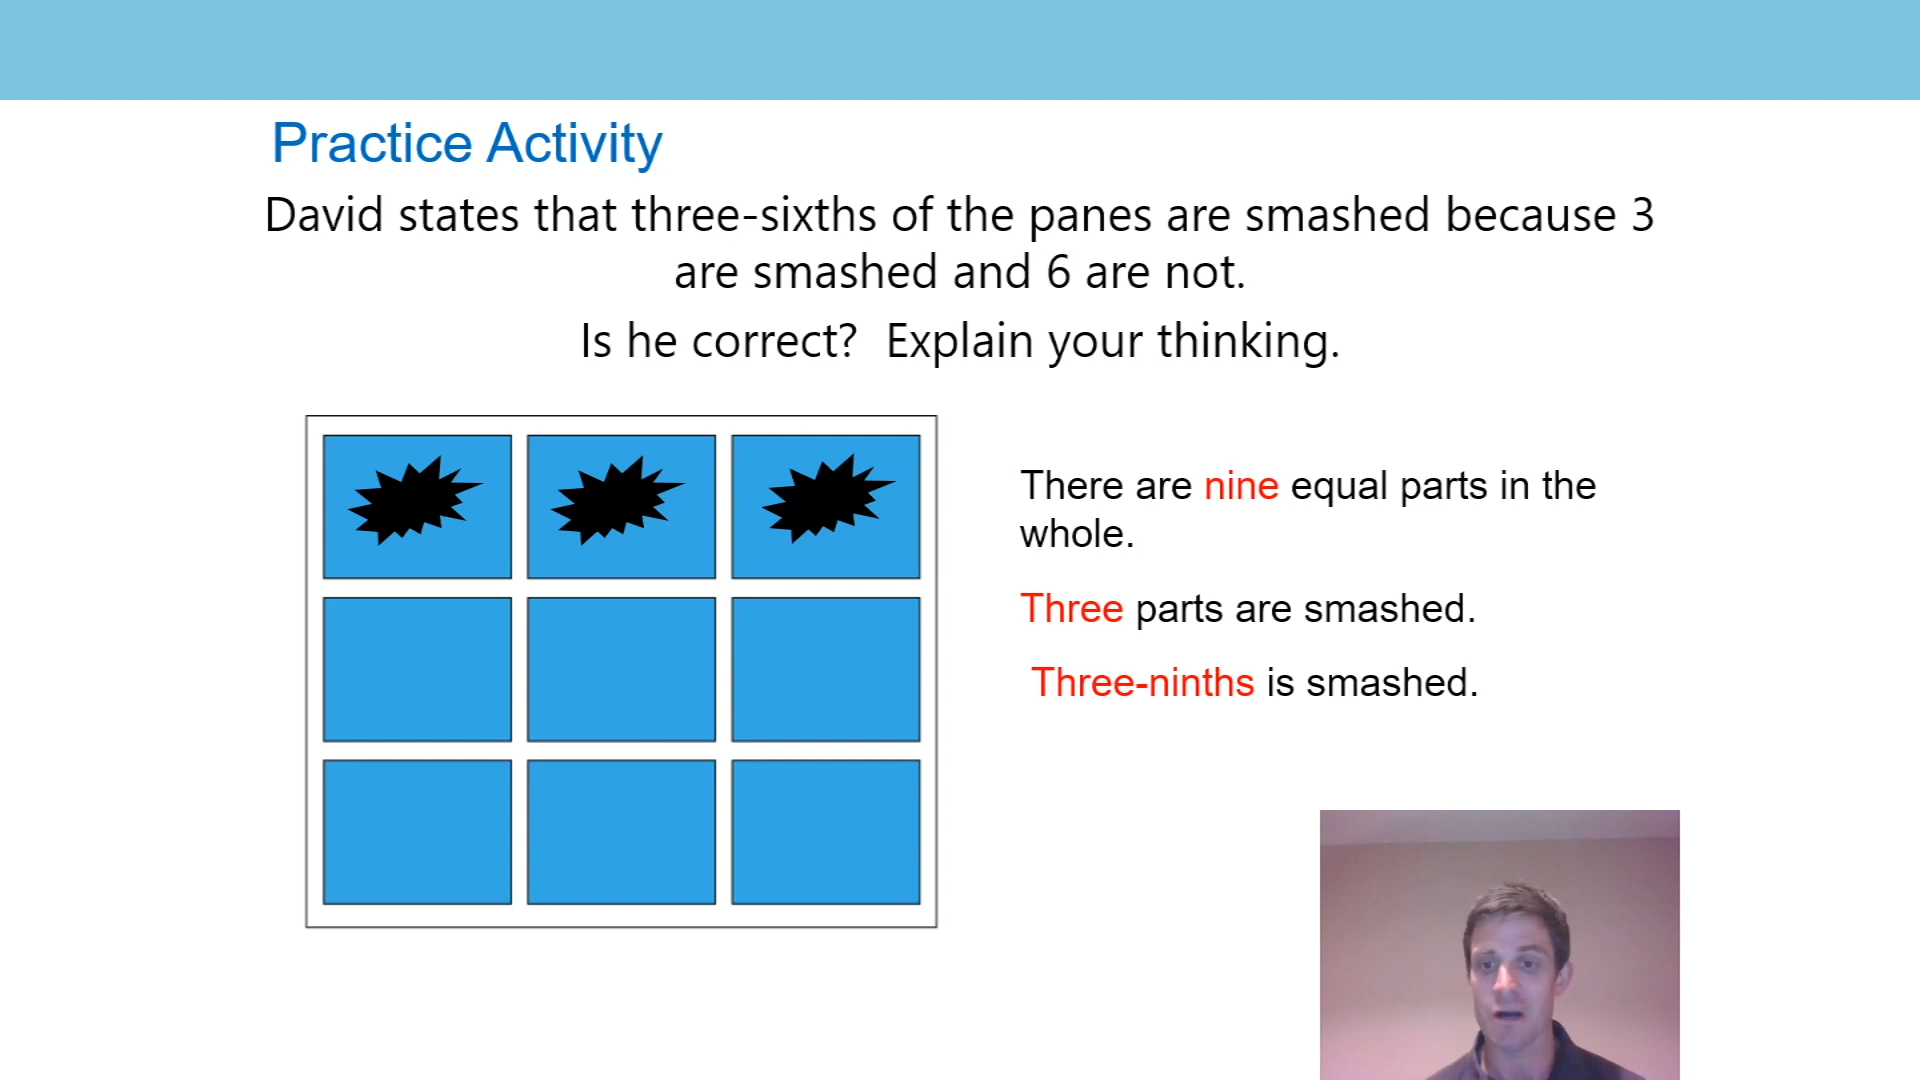 Practice Activity
David states that three-sixths of the panes are smashed because 3
are smashed and 6 are not.
Is he correct? Explain your thinking.
There are nine equal parts in the
whole.
Three parts are smashed.
Three-ninths is smashed.